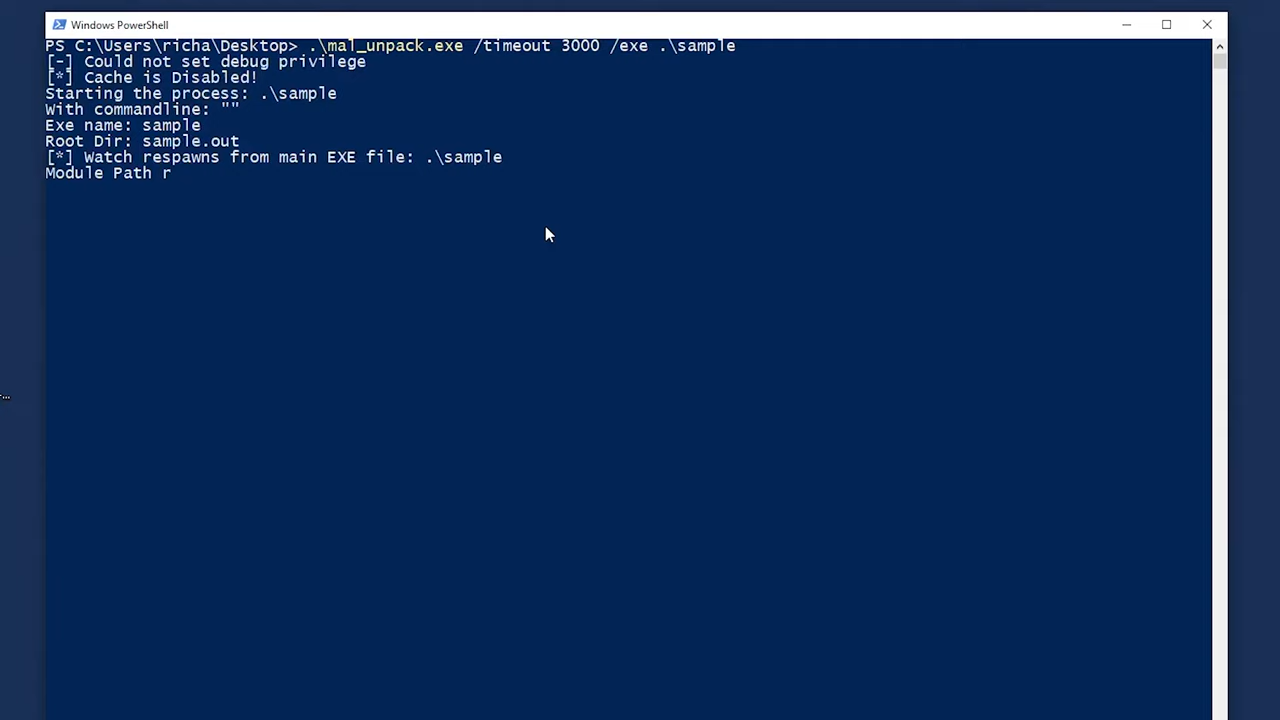 Windows PowerShell
PS C:\Users\richa\Desktop> .\mal_unpack.exe /timeout 3000 /exe .\sample
[-] Could not set debug privilege
[*] Cache is Disabled!
Starting the process: .\sample
With commandline: ""
Exe name: sample
Root Dir: sample.out
[*] Watch respawns from main EXE file: .\sample
Module Path r